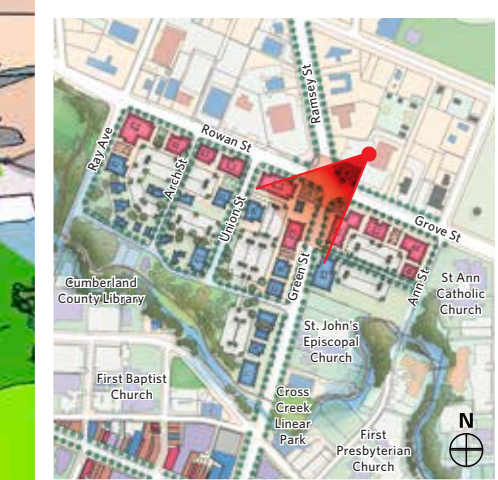 Ramsey St
Rowan St
Ray Ave
Arch St
Union St
Grove St
Green St
Ann St
Cumberland
County Library
St Ann
Catholic
Church
St. John's
Episcopal
Church
First Baptist
Church
Cross
Creek
Linear
Park
First
Presbyterian
Church
N